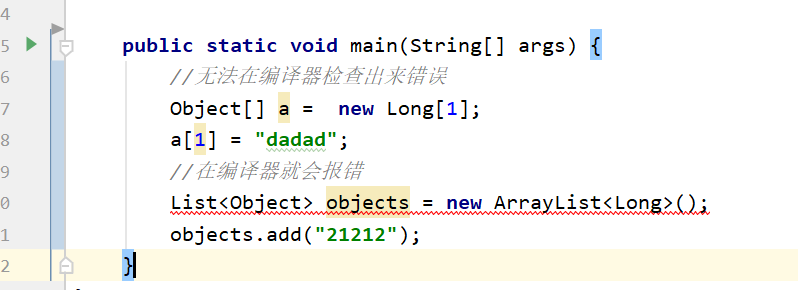 4
5 public static void main(String[] args) {
6 //无法在编译器检查出来错误
7 Object[] a =  new Long[1];
8 a[1] = "dadad";
9 //在编译器就会报错
0 List<Object> objects = new ArrayList<Long>();
1 objects.add("21212");
2 }